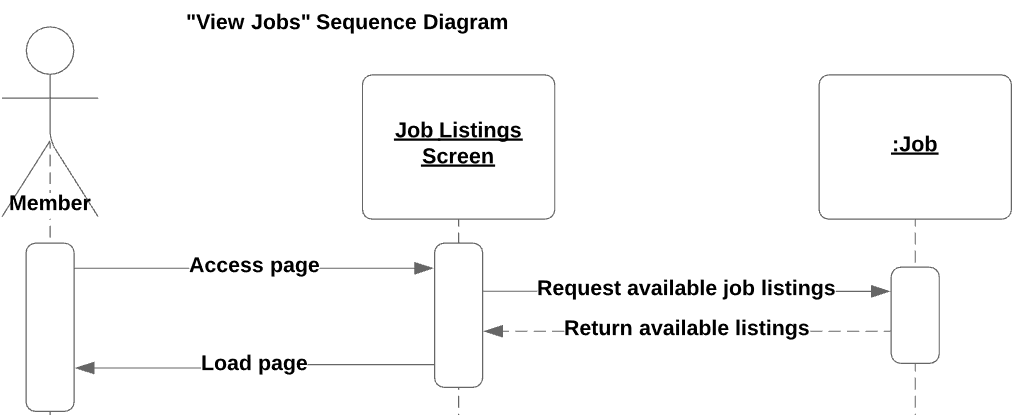 "View Jobs" Sequence Diagram
Job Listings
Screen
:Job
Member
Access page
Request available job listings
Return available listings
Load page